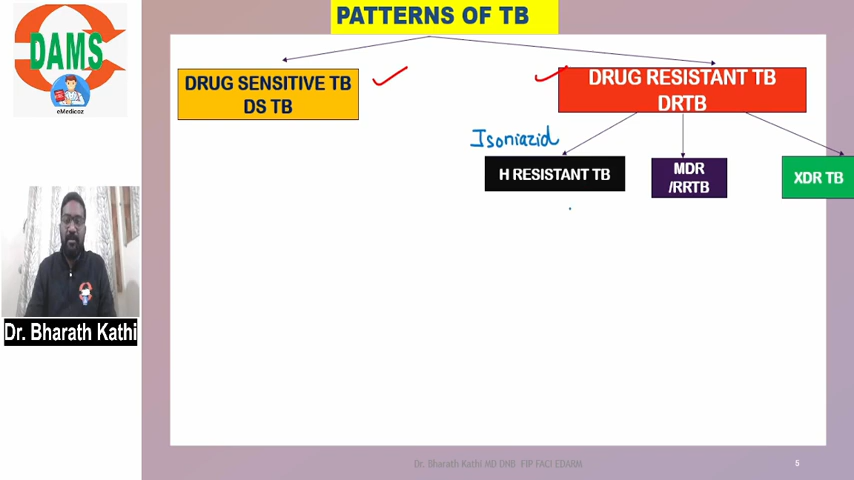 PATTERNS OF TB
DAMS
eMedicoz
DRUG SENSITIVE TB
DS TB
DRUG RESISTANT TB
DRTB
Isoniazid
H RESISTANT TB
MDR
/RRTB
XDR TB
Dr. Bharath Kathi
Dr. Bharath Kathi MD DNB FIP FACI EDARM
5